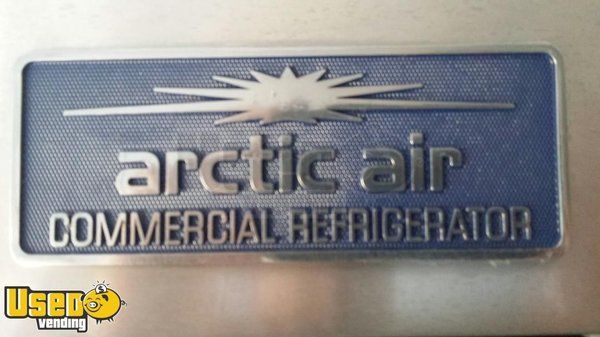 arctic air
COMMERCIAL REFRIGERATOR
USED
vending